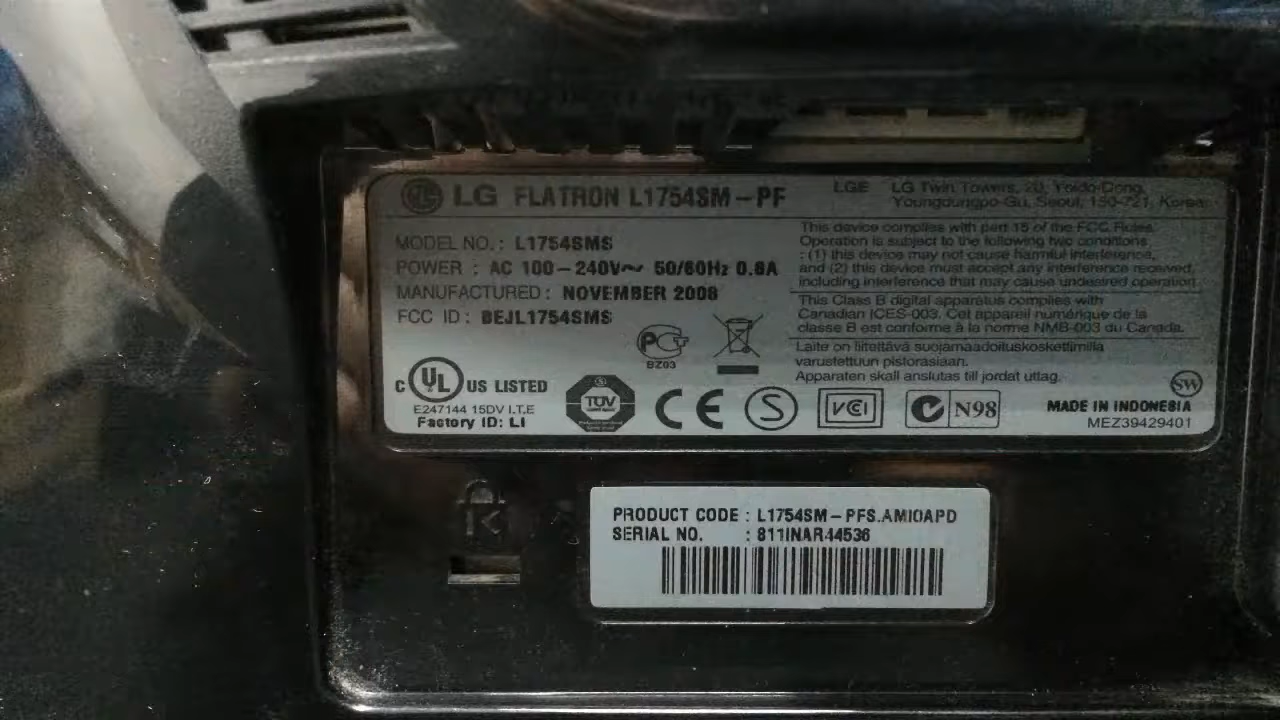 LG FLATRON L1754SM-PF
LGE LG Twin Towers, 20, Yoido-Dong,
Youngdungpo-Gu, Seoul, 150-721, Korea
MODEL NO.: L1754SMS
POWER : AC 100-240V~ 50/60Hz 0.8A
MANUFACTURED : NOVEMBER 2008
FCC ID : BEJL1754SMS
This device complies with part 15 of the FCC Rules.
Operation is subject to the following two conditions
: (1) this device may not cause harmful interference,
and (2) this device must accept any interference received,
including interference that may cause undesired operation.
This Class B digital apparatus complies with
Canadian ICES-003. Cet appareil numérique de la
classe B est conforme à la norme NMB-003 du Canada.
Laite on liitettävä suojamaadoituskoskettimilla
varustettuun pistorasiaan.
Apparaten skall anslutas till jordat uttag.
PCT
BZ03
C UL US LISTED
E247144 15DV I.T.E
Factory ID: LI
TÜV
CE
S
VCI
N98
SW
MADE IN INDONESIA
MEZ39429401
K
PRODUCT CODE : L1754SM-PFS.AMIOAPD
SERIAL NO. : 811INAR44536